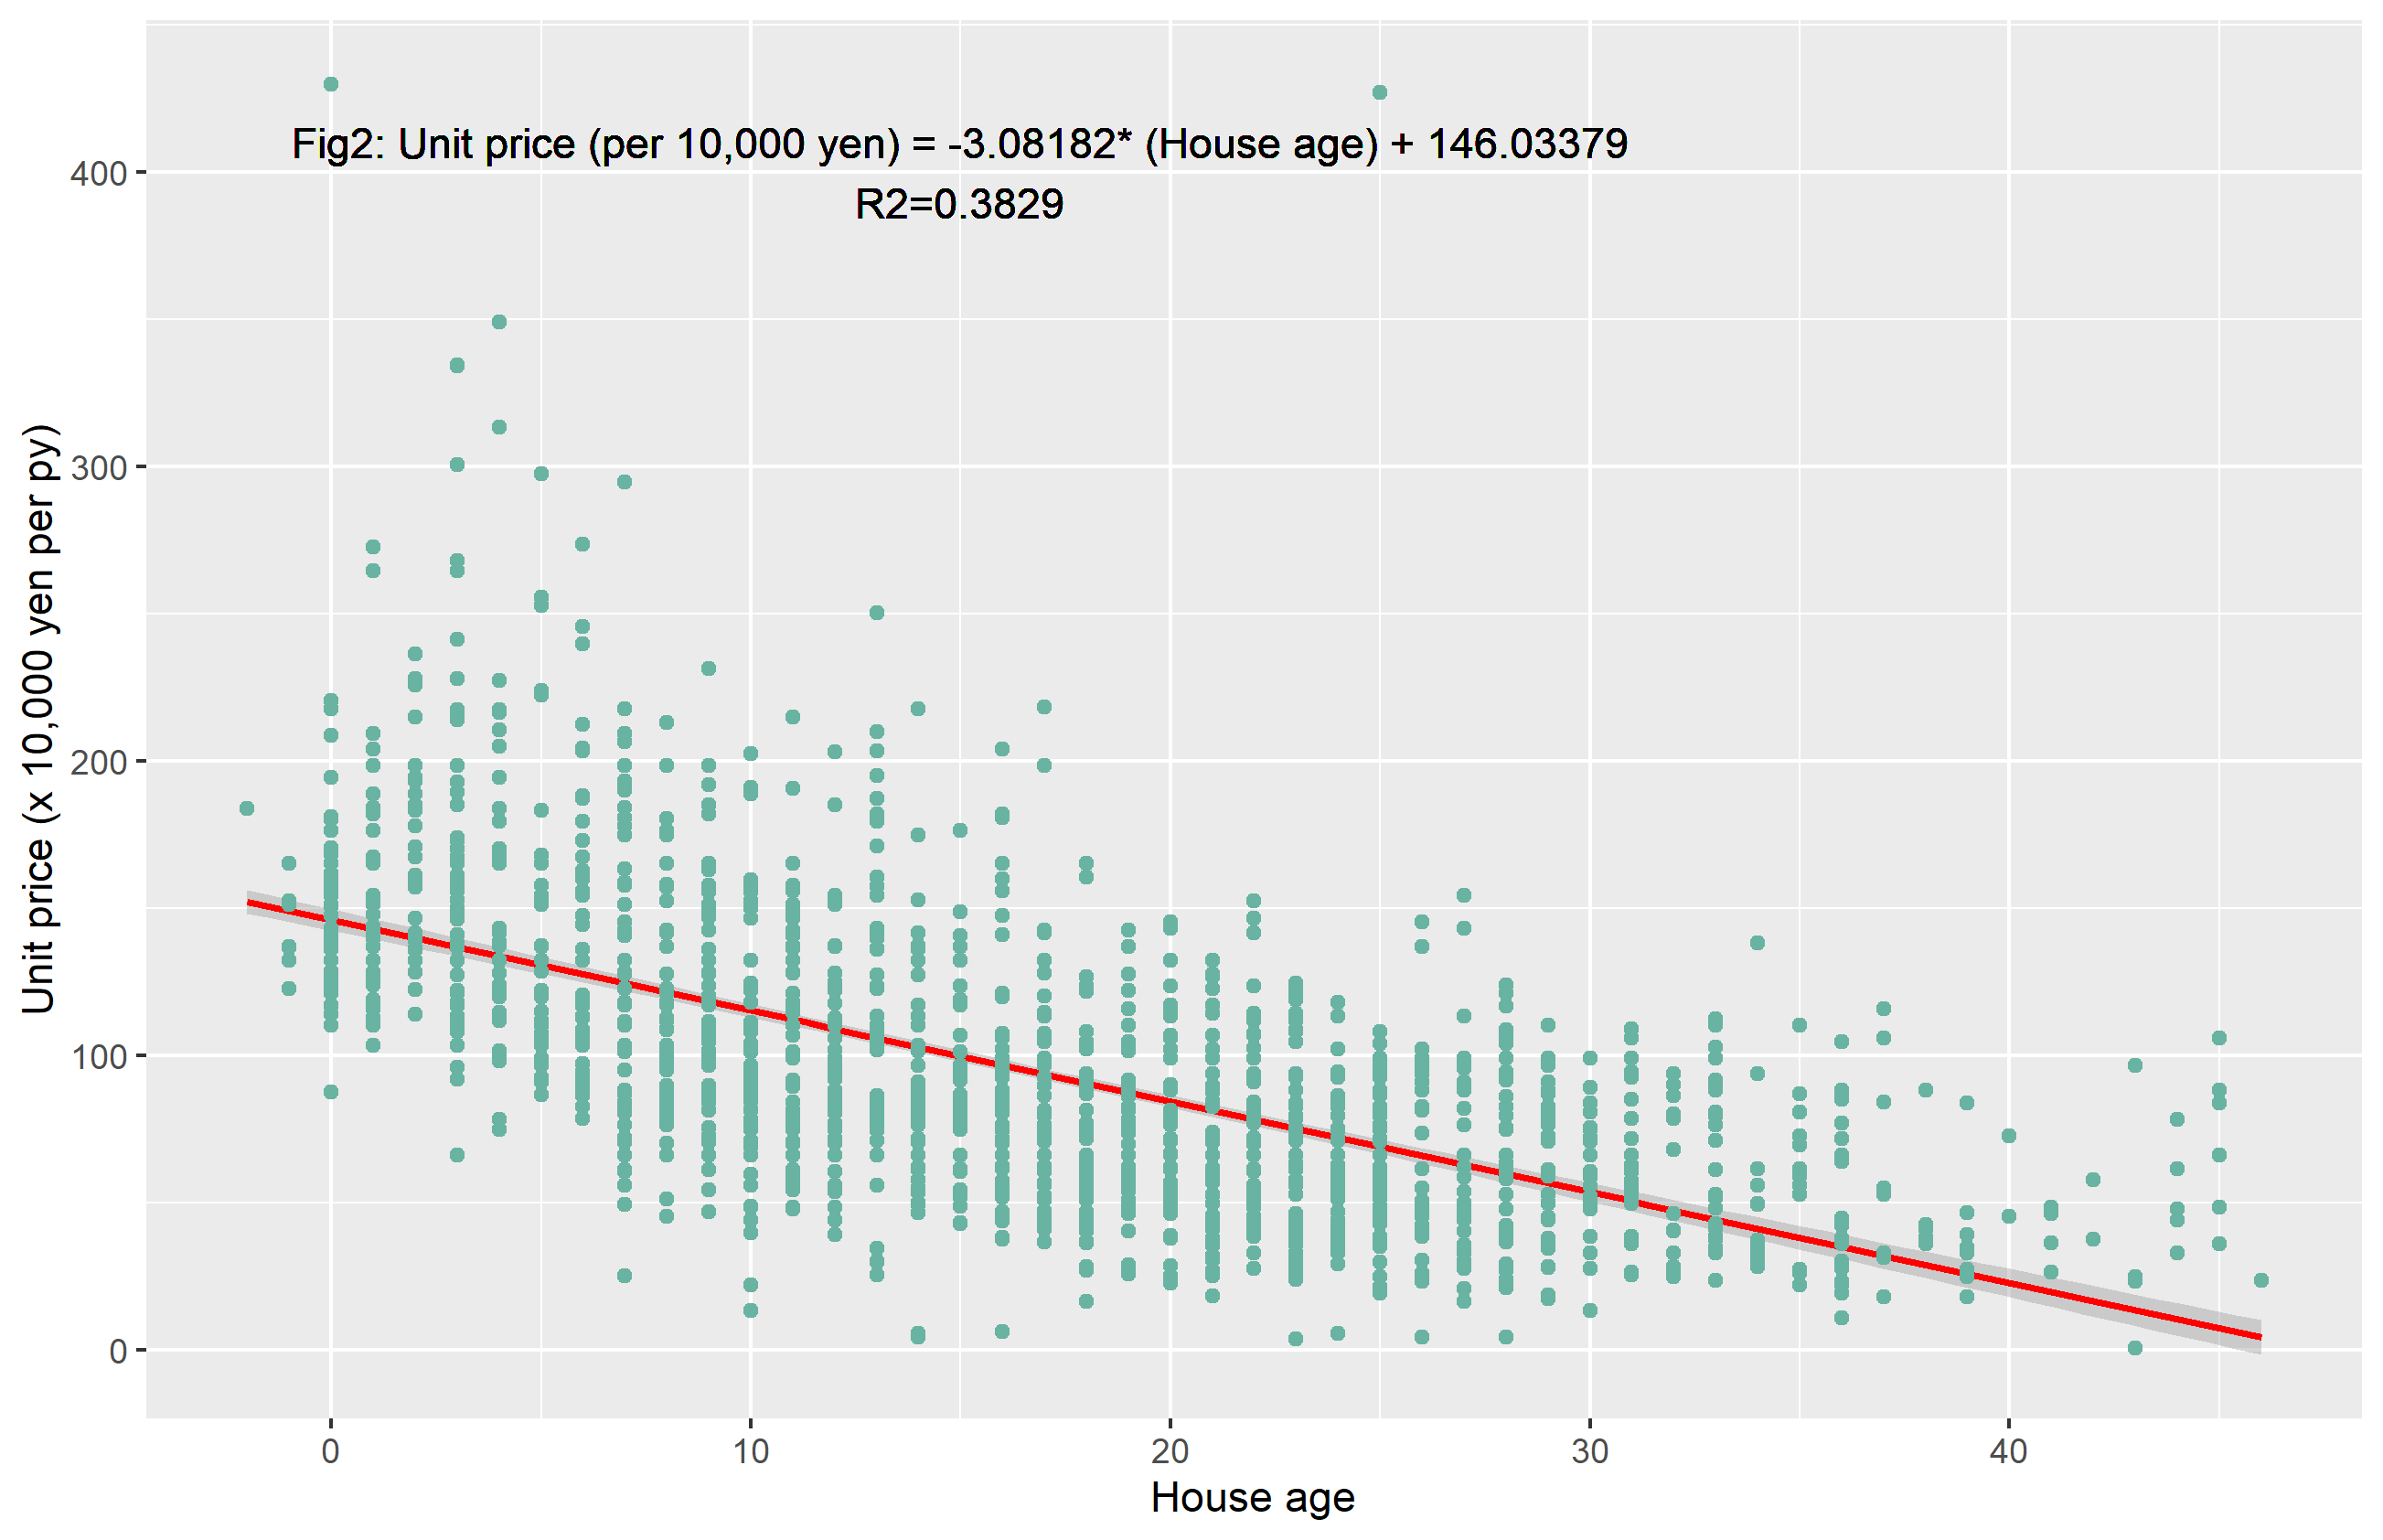 Fig2: Unit price (per 10,000 yen) = -3.08182* (House age) + 146.03379
R2=0.3829
Unit price (x 10,000 yen per py)
400
300
200
100
0
0 10 20 30 40
House age